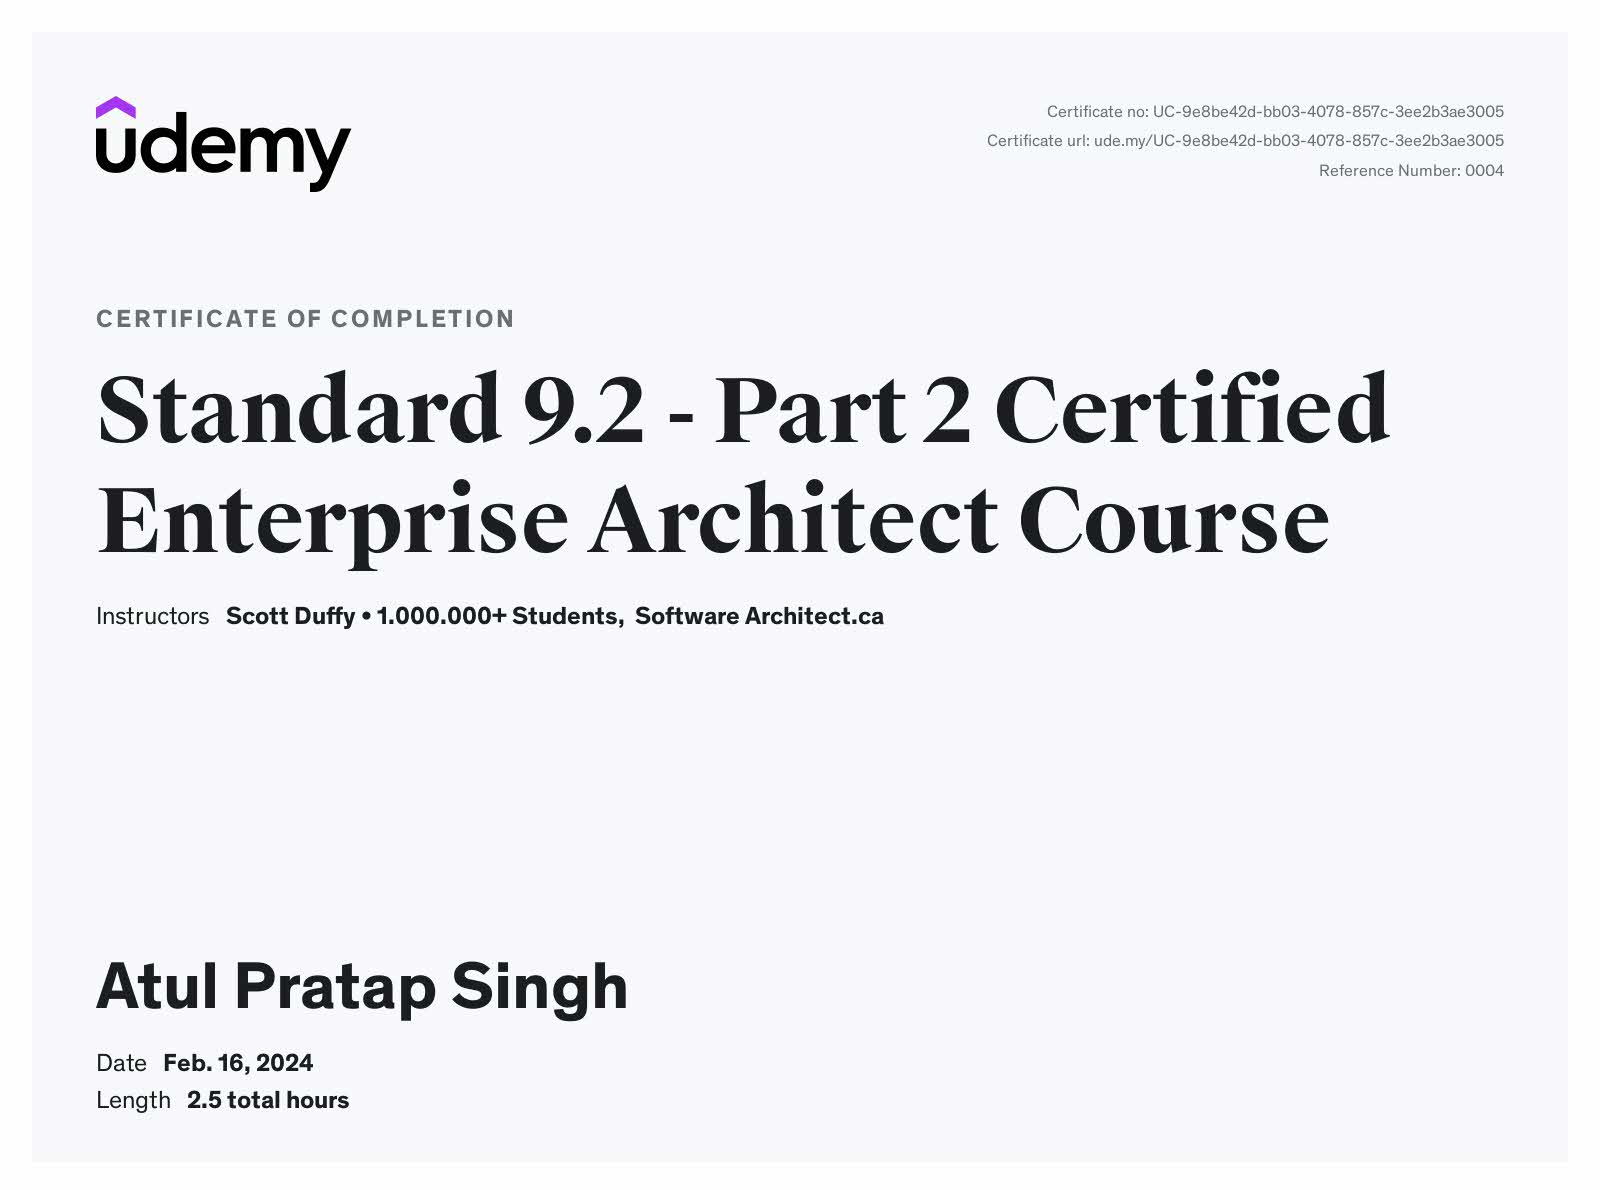 udemy
Certificate no: UC-9e8be42d-bb03-4078-857c-3ee2b3ae3005
Certificate url: ude.my/UC-9e8be42d-bb03-4078-857c-3ee2b3ae3005
Reference Number: 0004
CERTIFICATE OF COMPLETION
Standard 9.2 - Part 2 Certified
Enterprise Architect Course
Instructors Scott Duffy • 1.000.000+ Students, Software Architect.ca
Atul Pratap Singh
Date Feb. 16, 2024
Length 2.5 total hours